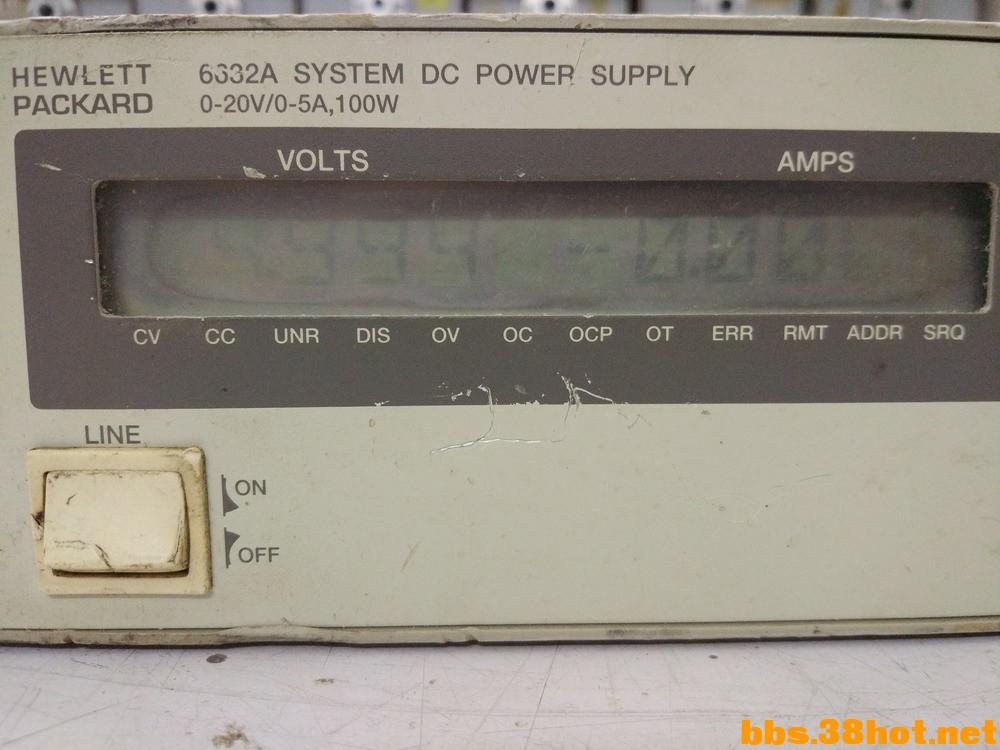 HEWLETT PACKARD
6632A SYSTEM DC POWER SUPPLY
0-20V/0-5A,100W
VOLTS AMPS
CV CC UNR DIS OV OC OCP OT ERR RMT ADDR SRQ
LINE
ON
OFF
bbs.38hot.net